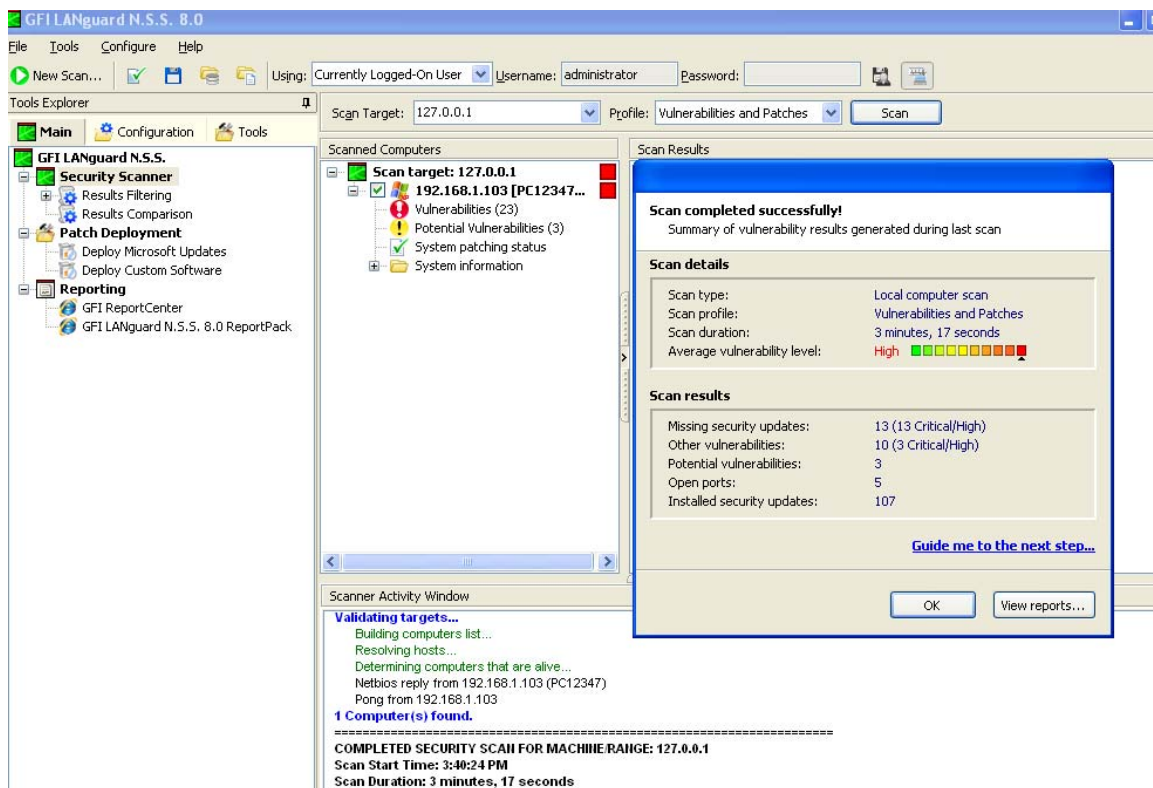 GFI LANguard N.S.S. 8.0
File Tools Configure Help
New Scan... Using: Currently Logged-On User Username: administrator Password:
Tools Explorer
Main Configuration Tools
GFI LANguard N.S.S.
Security Scanner
Results Filtering
Results Comparison
Patch Deployment
Deploy Microsoft Updates
Deploy Custom Software
Reporting
GFI ReportCenter
GFI LANguard N.S.S. 8.0 ReportPack
Scan Target: 127.0.0.1 Profile: Vulnerabilities and Patches Scan
Scanned Computers
Scan target: 127.0.0.1
192.168.1.103 [PC12347...
Vulnerabilities (23)
Potential Vulnerabilities (3)
System patching status
System information
Scan Results
Scan completed successfully!
Summary of vulnerability results generated during last scan
Scan details
Scan type: Local computer scan
Scan profile: Vulnerabilities and Patches
Scan duration: 3 minutes, 17 seconds
Average vulnerability level: High
Scan results
Missing security updates: 13 (13 Critical/High)
Other vulnerabilities: 10 (3 Critical/High)
Potential vulnerabilities: 3
Open ports: 5
Installed security updates: 107
Guide me to the next step...
OK View reports...
Scanner Activity Window
Validating targets...
Building computers list...
Resolving hosts...
Determining computers that are alive...
Netbios reply from 192.168.1.103 (PC12347)
Pong from 192.168.1.103
1 Computer(s) found.
=======================================================================
COMPLETED SECURITY SCAN FOR MACHINE/RANGE: 127.0.0.1
Scan Start Time: 3:40:24 PM
Scan Duration: 3 minutes, 17 seconds